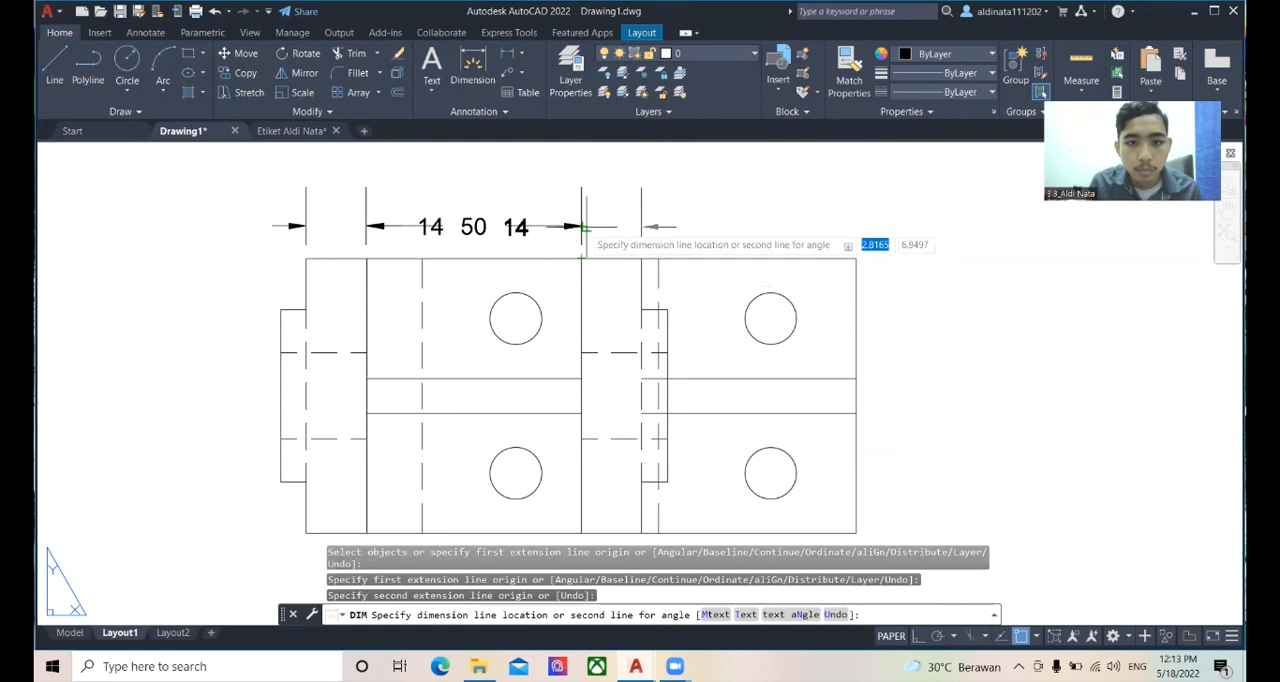 Share
Autodesk AutoCAD 2022 Drawing1.dwg
Type a keyword or phrase
aldinata111202
Home Insert Annotate Parametric View Manage Output Add-ins Collaborate Express Tools Featured Apps Layout
Line Polyline Circle Arc
Move Rotate Trim
Copy Mirror Fillet
Stretch Scale Array
Text Dimension
Table
Layer Properties
0
Insert
Match Properties
ByLayer
ByLayer
ByLayer
Group
Measure
Paste
Base
Draw Modify Annotation Layers Block Properties Groups
Start Drawing1* Etiket Aldi Nata*
Aldi Nata
14 50 14
Specify dimension line location or second line for angle 2.8165 6.9497
Select objects or specify first extension line origin or [Angular/Baseline/Continue/Ordinate/aliGn/Distribute/Layer/
Undo]:
Specify first extension line origin or [Angular/Baseline/Continue/Ordinate/aliGn/Distribute/Layer/Undo]:
Specify second extension line origin or [Undo]:
DIM Specify dimension line location or second line for angle [Mtext Text text aNgle Undo]:
Y
X
Model Layout1 Layout2
PAPER
Type here to search
30°C Berawan
ENG
12:13 PM
5/18/2022